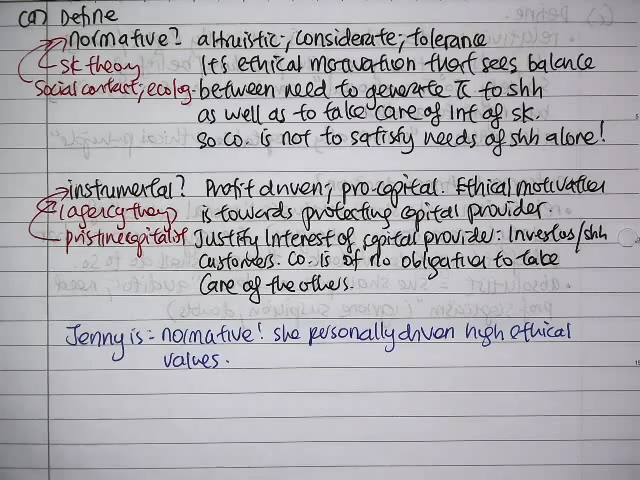 (a) Define
normative? altruistic, considerate, tolerance
sk theory It's ethical motivation that sees balance
Social contact; ecolog. between need to generate π to shh
as well as to take care of int of sk.
so co. is not to satisfy needs of shh alone!
instrumental? Profit driven, pro-capital. Ethical motivation
agency theory is towards protecting capital provider.
pristine capitalist Justify Interest of capital provider: Investos/shh
customers. Co. is of no obligation to take
care of the others.
Jenny is = normative! she personally driven high ethical
values.